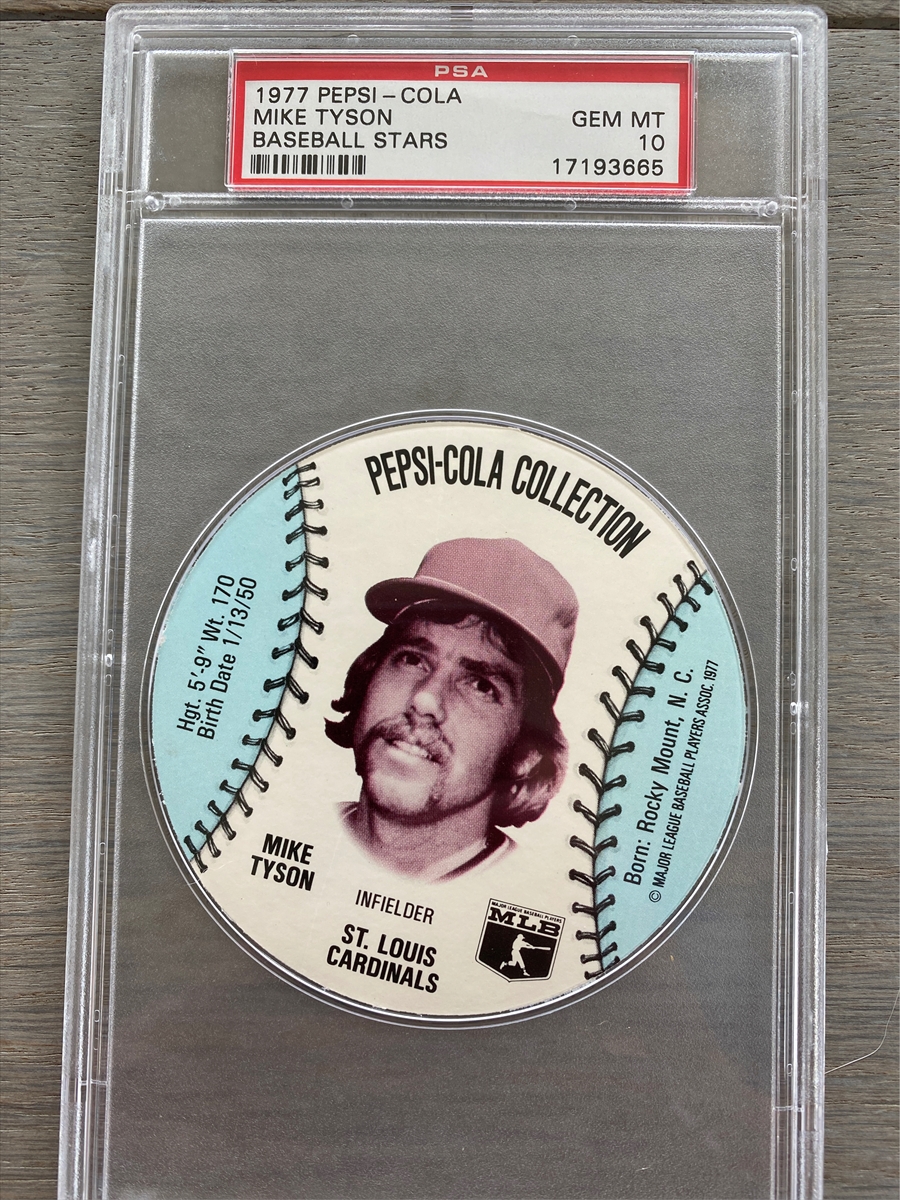 PSA
1977 PEPSI-COLA
MIKE TYSON GEM MT
BASEBALL STARS 10
17193665
PEPSI-COLA COLLECTION
Hgt. 5'-9" Wt. 170
Birth Date 1/13/50
Born: Rocky Mount, N. C.
© MAJOR LEAGUE BASEBALL PLAYERS ASSOC. 1977
MIKE
TYSON
INFIELDER
ST. LOUIS
CARDINALS
MAJOR LEAGUE BASEBALL PLAYERS
MLB